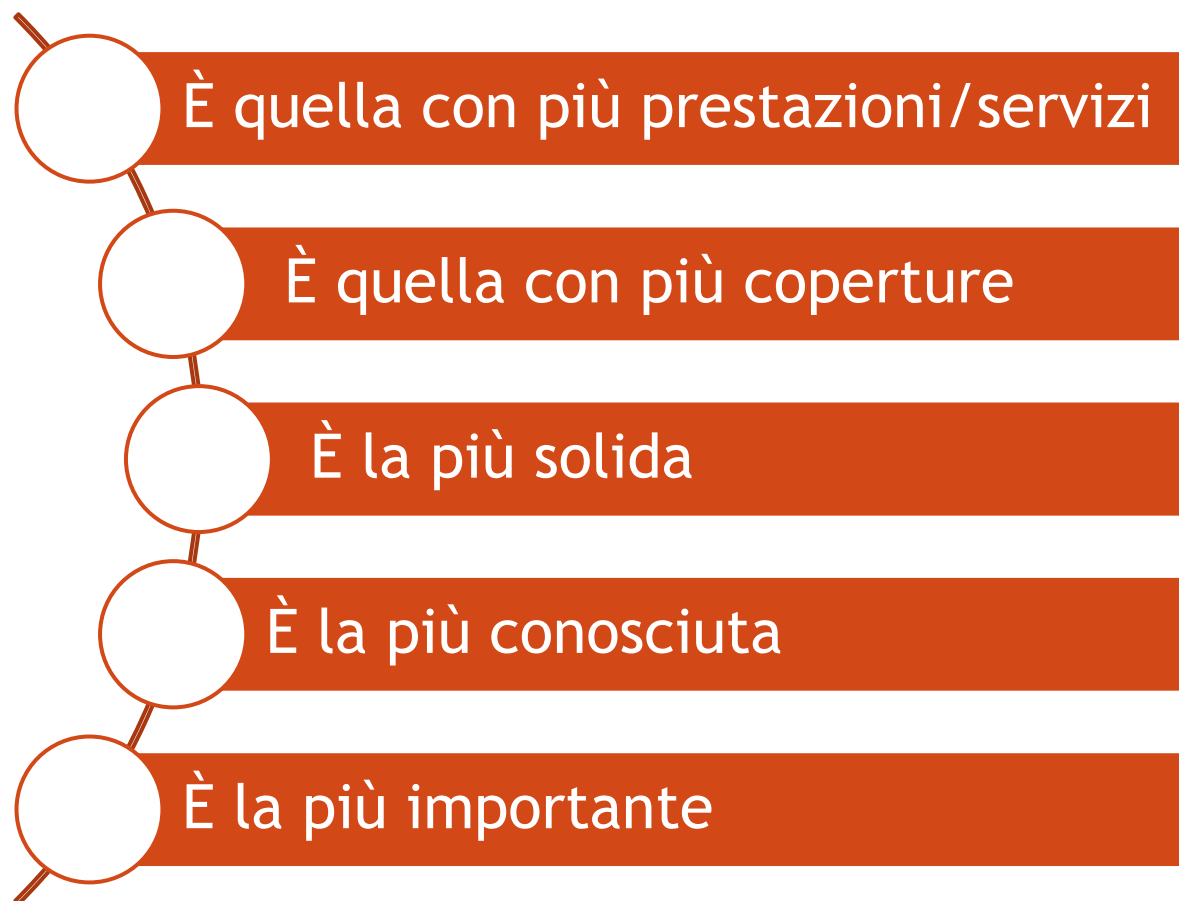 È quella con più prestazioni/servizi
È quella con più coperture
È la più solida
È la più conosciuta
È la più importante